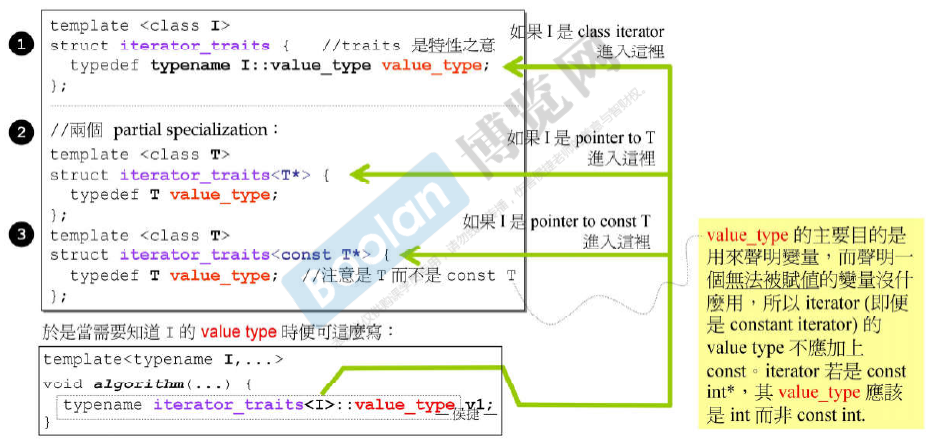 ① template <class I>
struct iterator_traits { //traits 是特性之意
typedef typename I::value_type value_type;
};
如果 I 是 class iterator
進入這裡
② //兩個 partial specialization：
template <class T>
struct iterator_traits<T*> {
typedef T value_type;
};
如果 I 是 pointer to T
進入這裡
③ template <class T>
struct iterator_traits<const T*> {
typedef T value_type; //注意是 T 而不是 const T
};
如果 I 是 pointer to const T
進入這裡
value_type 的主要目的是
用來聲明變量，而聲明一
個無法被賦值的變量沒什
麼用，所以 iterator (即便
是 constant iterator) 的
value type 不應加上
const。iterator 若是 const
int*，其 value_type 應該
是 int 而非 const int.
於是當需要知道 I 的 value type 時便可這麼寫：
template<typename I,...>
void algorithm(...) {
typename iterator_traits<I>::value_type v1;
}
— 侯捷 —
Boolan 博览网